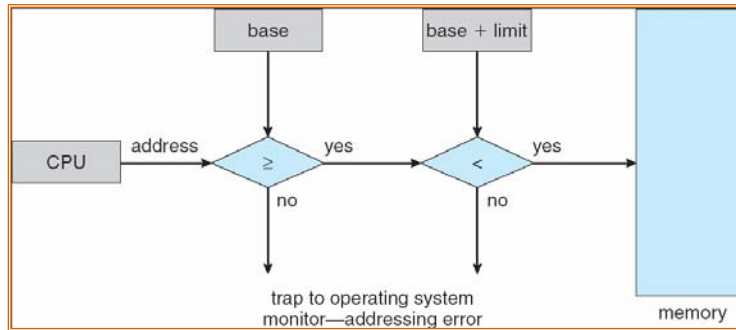 base
base + limit
CPU
address
≥
yes
<
yes
no
no
trap to operating system
monitor—addressing error
memory